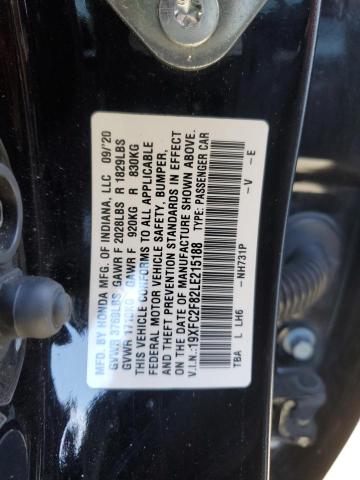 MFD. BY HONDA MFG. OF INDIANA, LLC 09/'20
GVWR 3769LBS GAWR F 2028LBS R 1829LBS
GVWR KG GAWR F 920KG R 830KG
THIS VEHICLE CONFORMS TO ALL APPLICABLE
FEDERAL MOTOR VEHICLE SAFETY, BUMPER,
AND THEFT PREVENTION STANDARDS IN EFFECT
ON THE DATE OF MANUFACTURE SHOWN ABOVE.
V.I.N.: 19XFC2F82LE215188 TYPE: PASSENGER CAR
TBA L LH6 -NH731P -V -E